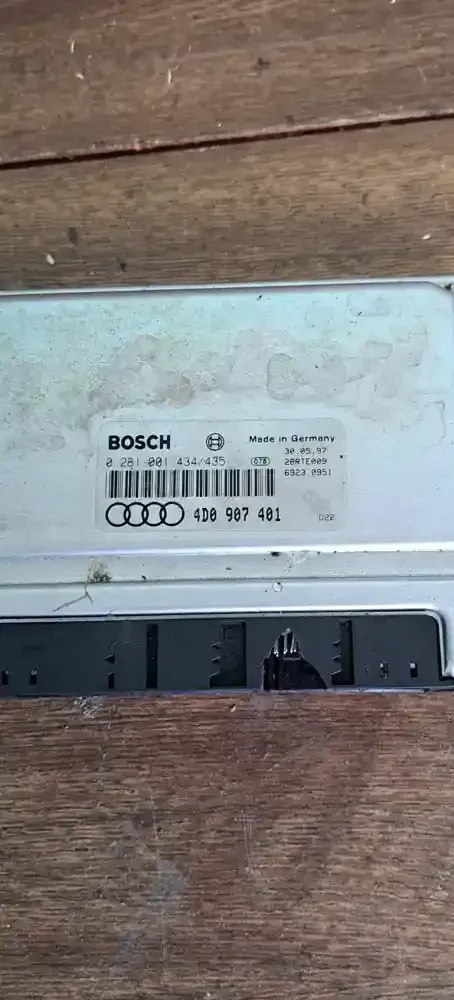 BOSCH
Made in Germany
0 281 001 434/435
078
30.05.97
28RTE009
6923 0951
4D0 907 401
D22